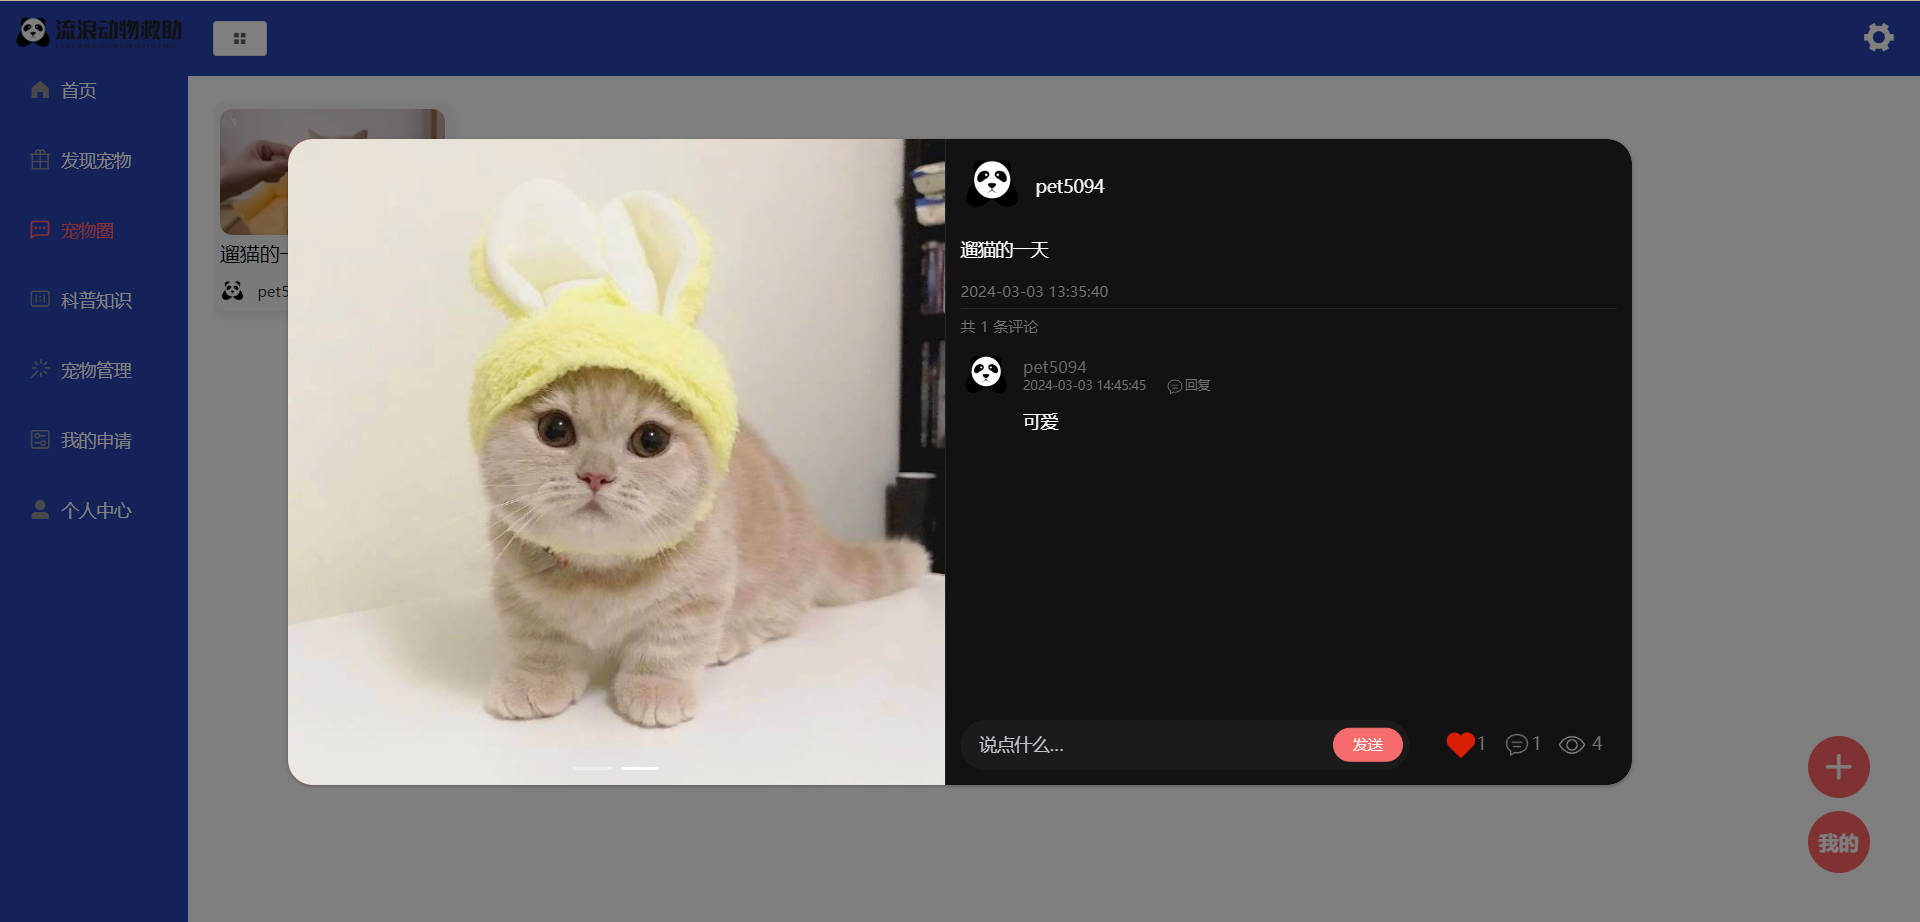 流浪动物救助
首页
发现宠物
宠物圈
科普知识
宠物管理
我的申请
个人中心
遛猫的一
pet5
pet5094
遛猫的一天
2024-03-03 13:35:40
共 1 条评论
pet5094
2024-03-03 14:45:45 回复
可爱
说点什么...
发送
1 1 4
我的